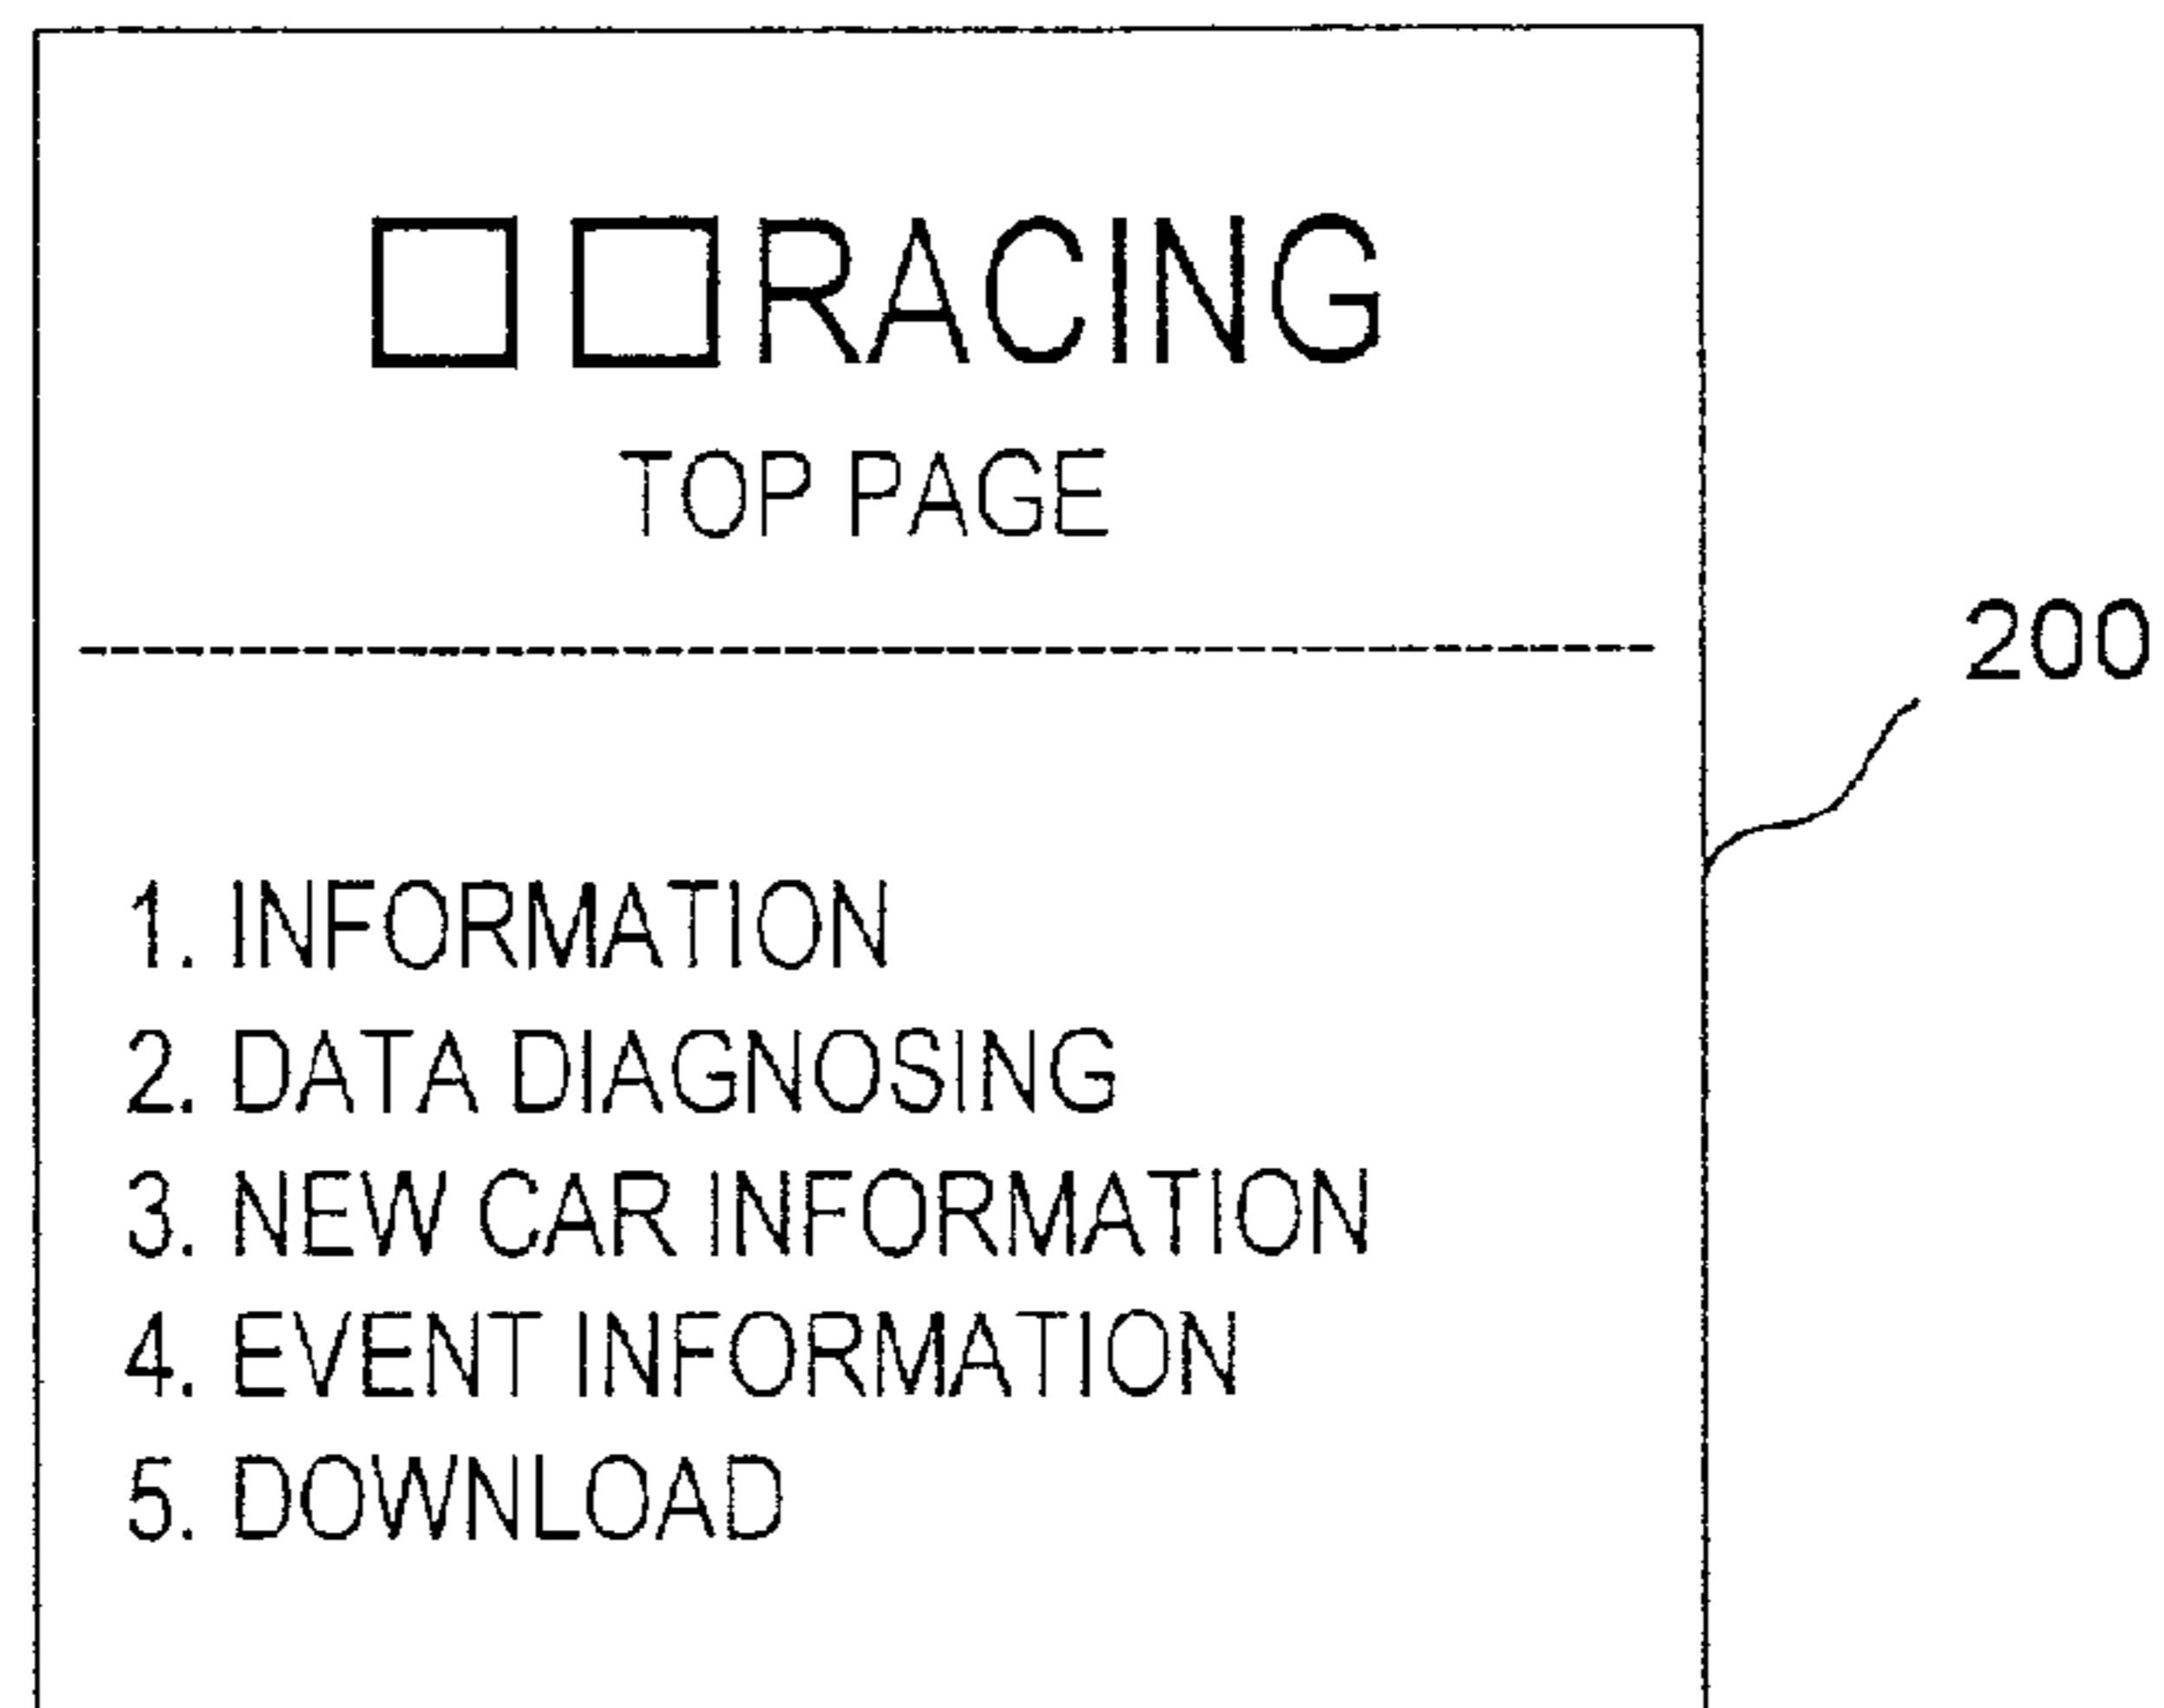 □□RACING
TOP PAGE
200
1. INFORMATION
2. DATA DIAGNOSING
3. NEW CAR INFORMATION
4. EVENT INFORMATION
5. DOWNLOAD